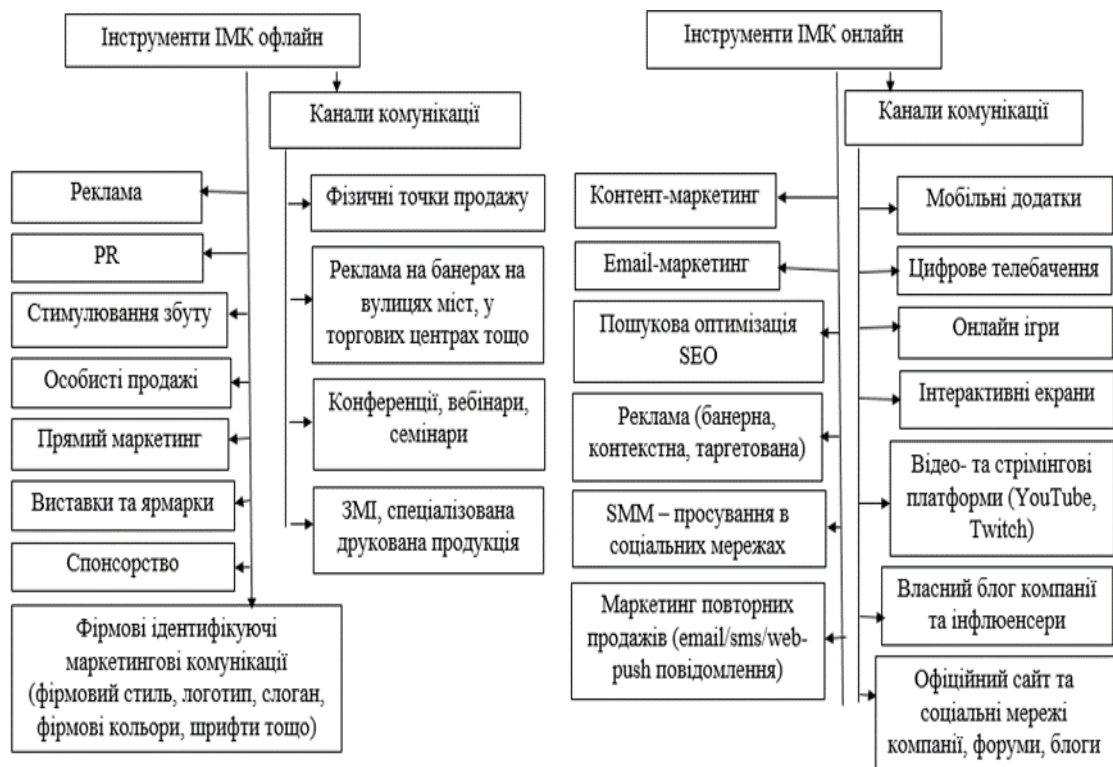 Інструменти ІМК офлайн
Канали комунікації
Реклама
PR
Стимулювання збуту
Особисті продажі
Прямий маркетинг
Виставки та ярмарки
Спонсорство
Фірмові ідентифікуючі
маркетингові комунікації
(фірмовий стиль, логотип, слоган,
фірмові кольори, шрифти тощо)
Фізичні точки продажу
Реклама на банерах на
вулицях міст, у
торгових центрах тощо
Конференції, вебінари,
семінари
ЗМІ, спеціалізована
друкована продукція
Інструменти ІМК онлайн
Канали комунікації
Контент-маркетинг
Email-маркетинг
Пошукова оптимізація
SEO
Реклама (банерна,
контекстна, таргетована)
SMM – просування в
соціальних мережах
Маркетинг повторних
продажів (email/sms/web-
push повідомлення)
Мобільні додатки
Цифрове телебачення
Онлайн ігри
Інтерактивні екрани
Відео- та стрімінгові
платформи (YouTube,
Twitch)
Власний блог компанії
та інфлюенсери
Офіційний сайт та
соціальні мережі
компанії, форуми, блоги